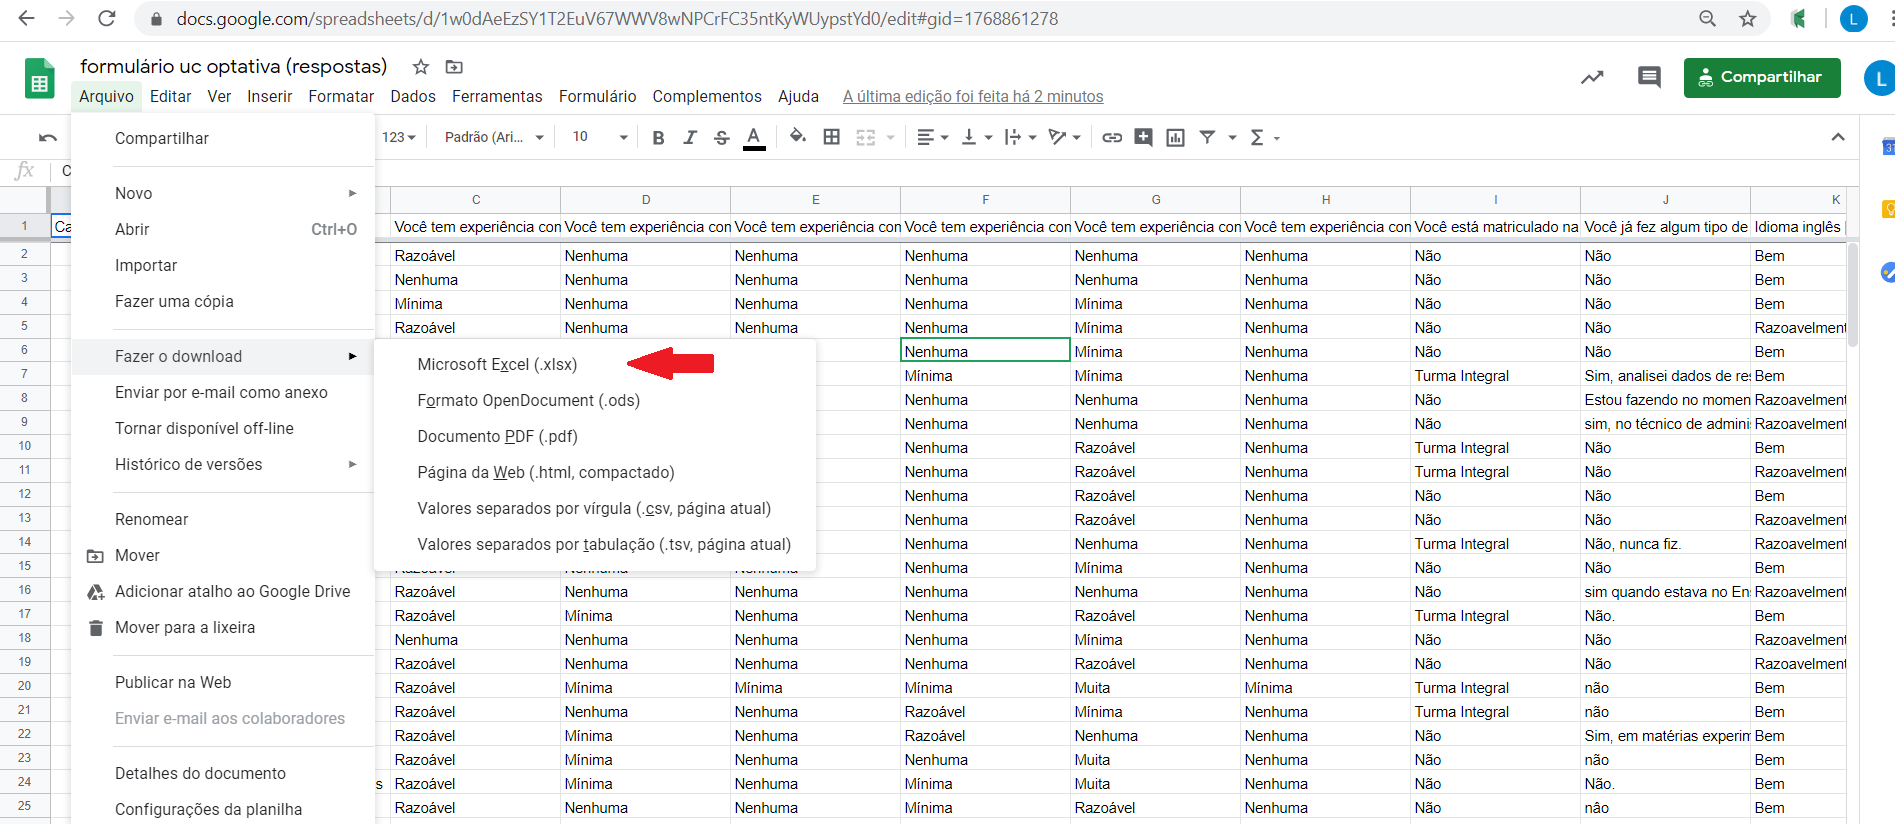 docs.google.com/spreadsheets/d/1w0dAeEzSY1T2EuV67WWV8wNPCrFC35ntKyWUypstYd0/edit#gid=1768861278
L
formulário uc optativa (respostas)
Compartilhar
L
Arquivo Editar Ver Inserir Formatar Dados Ferramentas Formulário Complementos Ajuda A última edição foi feita há 2 minutos
123 Padrão (Ari... 10 B I S A Σ
31
fx C
Compartilhar
Novo
Abrir Ctrl+O
Importar
Fazer uma cópia
Fazer o download
Enviar por e-mail como anexo
Tornar disponível off-line
Histórico de versões
Renomear
Mover
Adicionar atalho ao Google Drive
Mover para a lixeira
Publicar na Web
Enviar e-mail aos colaboradores
Detalhes do documento
Configurações da planilha
Microsoft Excel (.xlsx)
Formato OpenDocument (.ods)
Documento PDF (.pdf)
Página da Web (.html, compactado)
Valores separados por vírgula (.csv, página atual)
Valores separados por tabulação (.tsv, página atual)
C D E F G H I J K
1 Ca Você tem experiência con Você tem experiência con Você tem experiência con Você tem experiência con Você tem experiência con Você tem experiência con Você está matriculado na Você já fez algum tipo de Idioma inglês
2 Razoável Nenhuma Nenhuma Nenhuma Nenhuma Nenhuma Não Não Bem
3 Nenhuma Nenhuma Nenhuma Nenhuma Nenhuma Nenhuma Não Não Bem
4 Mínima Nenhuma Nenhuma Nenhuma Mínima Nenhuma Não Não Bem
5 Razoável Nenhuma Nenhuma Nenhuma Mínima Nenhuma Não Não Razoavelment
6 Nenhuma Mínima Nenhuma Não Não Bem
7 Mínima Mínima Nenhuma Turma Integral Sim, analisei dados de res Bem
8 Nenhuma Nenhuma Nenhuma Não Estou fazendo no momen Razoavelment
9 Nenhuma Nenhuma Nenhuma Não sim, no técnico de adminis Razoavelment
10 Nenhuma Razoável Nenhuma Turma Integral Não Bem
11 Nenhuma Razoável Nenhuma Turma Integral Não Razoavelment
12 Nenhuma Razoável Nenhuma Não Não Bem
13 Nenhuma Razoável Nenhuma Não Não Razoavelment
14 Nenhuma Nenhuma Nenhuma Turma Integral Não, nunca fiz. Razoavelment
15 Razoável Nenhuma Nenhuma Nenhuma Mínima Nenhuma Não Não Bem
16 Razoável Nenhuma Nenhuma Nenhuma Nenhuma Nenhuma Não sim quando estava no Ens Razoavelment
17 Razoável Mínima Nenhuma Nenhuma Razoável Nenhuma Turma Integral Não. Bem
18 Nenhuma Nenhuma Nenhuma Nenhuma Mínima Nenhuma Não Não Razoavelment
19 Razoável Nenhuma Nenhuma Nenhuma Razoável Nenhuma Não Não Razoavelment
20 Razoável Mínima Mínima Mínima Muita Mínima Turma Integral não Bem
21 Razoável Nenhuma Nenhuma Razoável Mínima Nenhuma Turma Integral não Bem
22 Razoável Mínima Nenhuma Razoável Nenhuma Nenhuma Não Sim, em matérias experim Bem
23 Razoável Mínima Nenhuma Nenhuma Muita Nenhuma Não não Bem
24 s Razoável Mínima Nenhuma Mínima Muita Nenhuma Não Não. Bem
25 Razoável Nenhuma Nenhuma Mínima Razoável Nenhuma Não não Bem